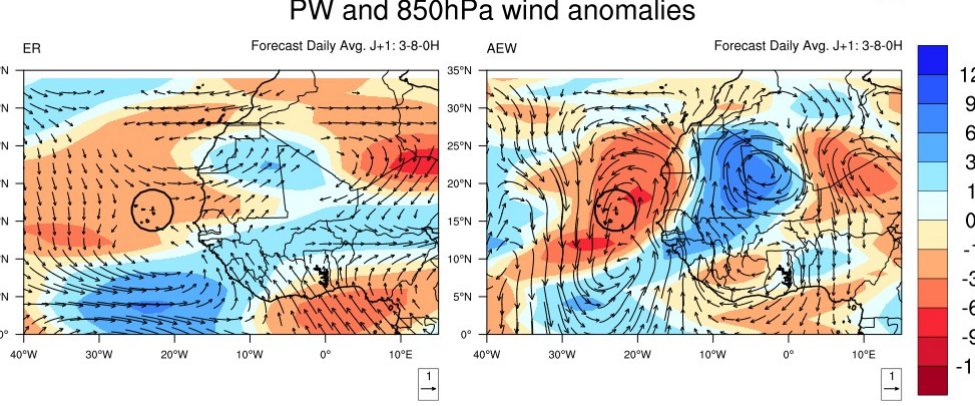 PW and 850hPa wind anomalies
ER
Forecast Daily Avg. J+1: 3-8-0H
AEW
Forecast Daily Avg. J+1: 3-8-0H
35°N
30°N
25°N
20°N
15°N
10°N
5°N
0°
40°W 30°W 20°W 10°W 0° 10°E
40°W 30°W 20°W 10°W 0° 10°E
1
1
12
9
6
3
1
0